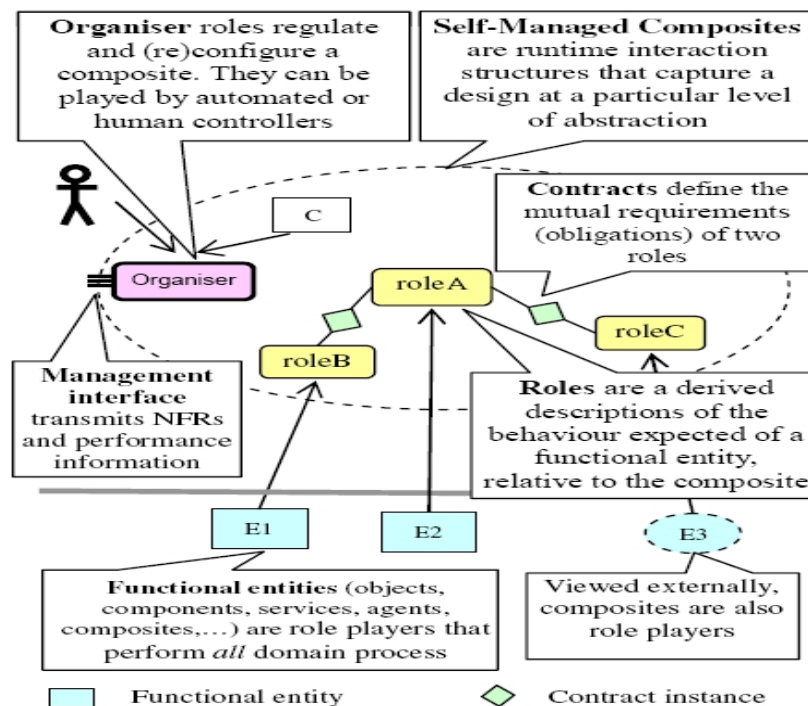 Organiser roles regulate
and (re)configure a
composite. They can be
played by automated or
human controllers
Self-Managed Composites
are runtime interaction
structures that capture a
design at a particular level
of abstraction
C
Contracts define the
mutual requirements
(obligations) of two
roles
Organiser
roleA
roleC
roleB
Management
interface
transmits NFRs
and performance
information
Roles are a derived
descriptions of the
behaviour expected of a
functional entity,
relative to the composite
E1
E2
E3
Functional entities (objects,
components, services, agents,
composites,...) are role players that
perform all domain process
Viewed externally,
composites are also
role players
Functional entity
Contract instance